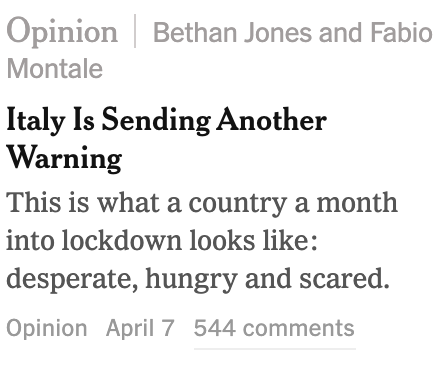 Opinion | Bethan Jones and Fabio
Montale
Italy Is Sending Another
Warning
This is what a country a month
into lockdown looks like:
desperate, hungry and scared.
Opinion April 7 544 comments